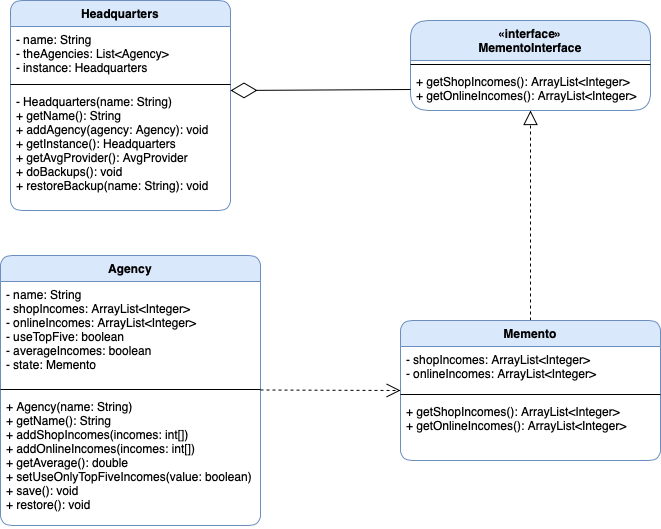 Headquarters
- name: String
- theAgencies: List<Agency>
- instance: Headquarters
- Headquarters(name: String)
+ getName(): String
+ addAgency(agency: Agency): void
+ getInstance(): Headquarters
+ getAvgProvider(): AvgProvider
+ doBackups(): void
+ restoreBackup(name: String): void
«interface»
MementoInterface
+ getShopIncomes(): ArrayList<Integer>
+ getOnlineIncomes(): ArrayList<Integer>
Agency
- name: String
- shopIncomes: ArrayList<Integer>
- onlineIncomes: ArrayList<Integer>
- useTopFive: boolean
- averageIncomes: boolean
- state: Memento
+ Agency(name: String)
+ getName(): String
+ addShopIncomes(incomes: int[])
+ addOnlineIncomes(incomes: int[])
+ getAverage(): double
+ setUseOnlyTopFiveIncomes(value: boolean)
+ save(): void
+ restore(): void
Memento
- shopIncomes: ArrayList<Integer>
- onlineIncomes: ArrayList<Integer>
+ getShopIncomes(): ArrayList<Integer>
+ getOnlineIncomes(): ArrayList<Integer>